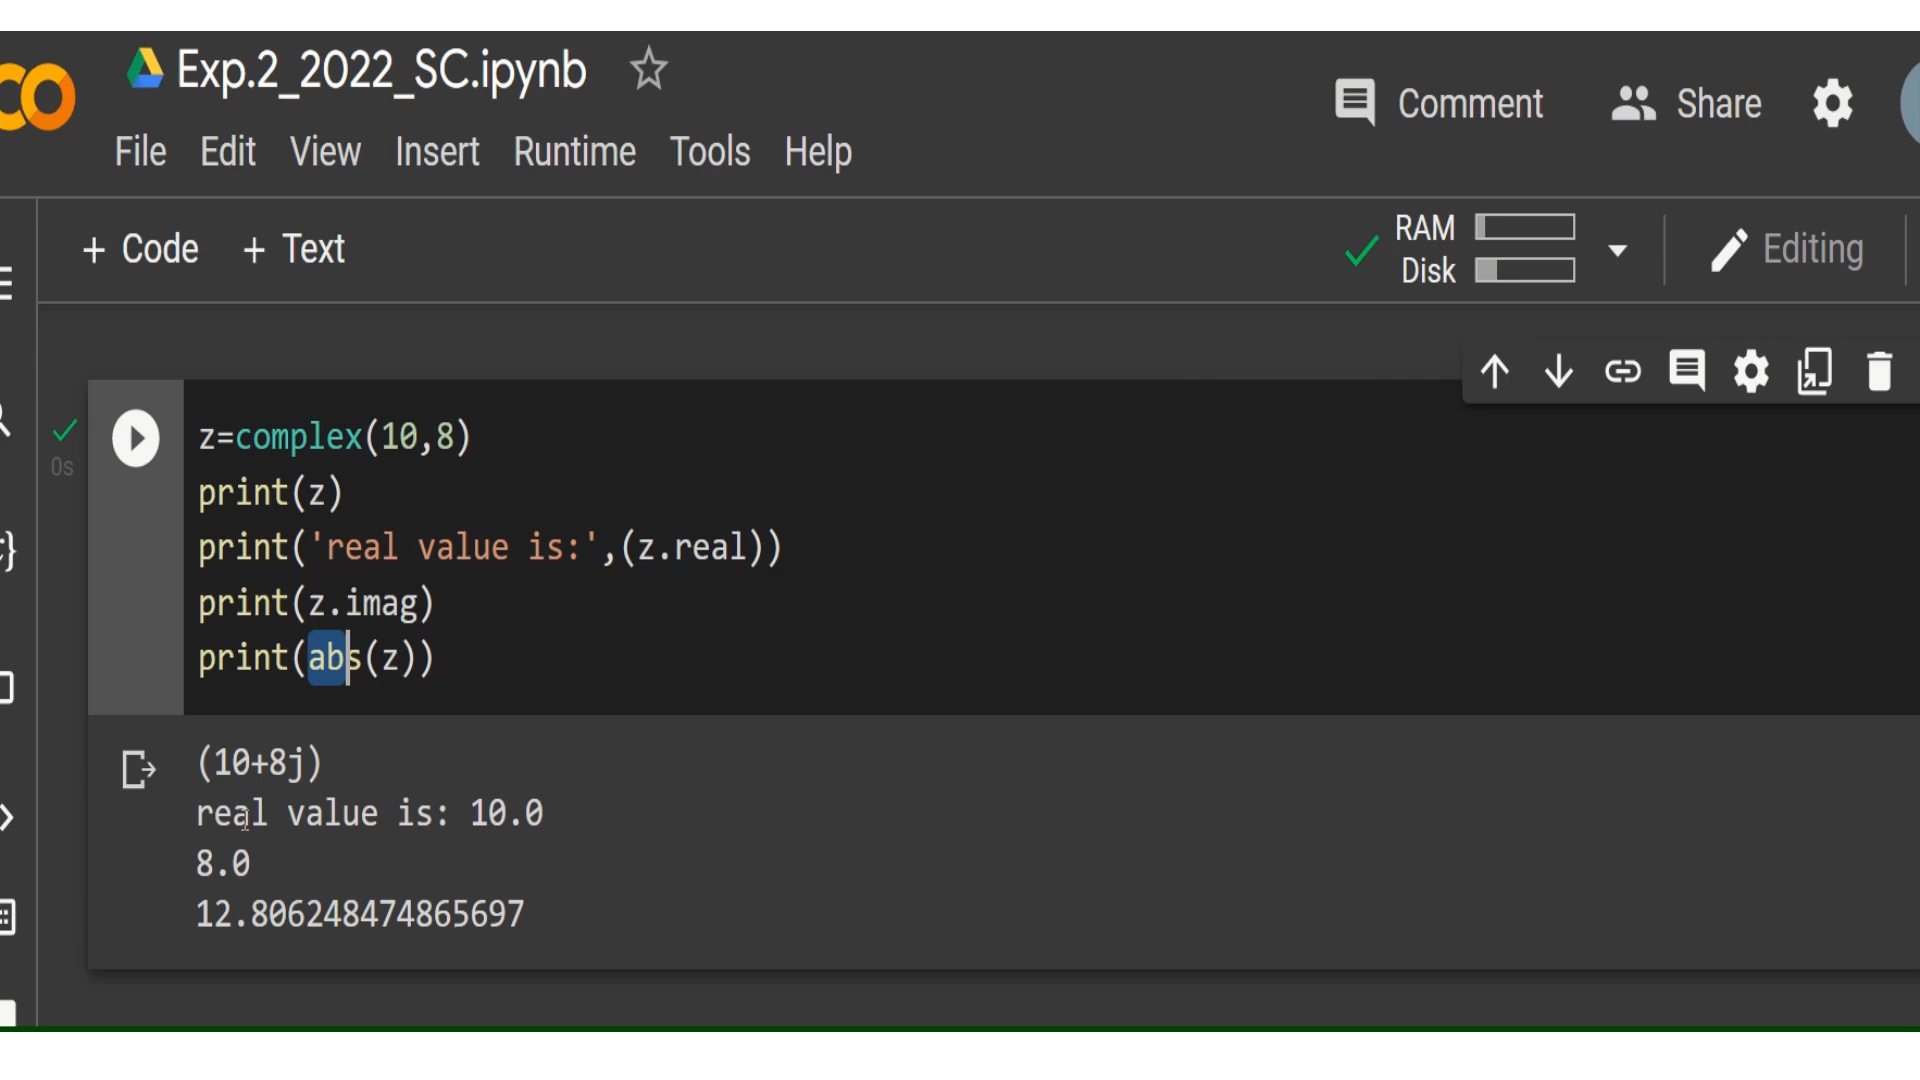 Exp.2_2022_SC.ipynb
Comment
Share
File Edit View Insert Runtime Tools Help
+ Code + Text
RAM
Disk
Editing
0s
z=complex(10,8)
print(z)
print('real value is:',(z.real))
print(z.imag)
print(abs(z))
(10+8j)
real value is: 10.0
8.0
12.806248474865697